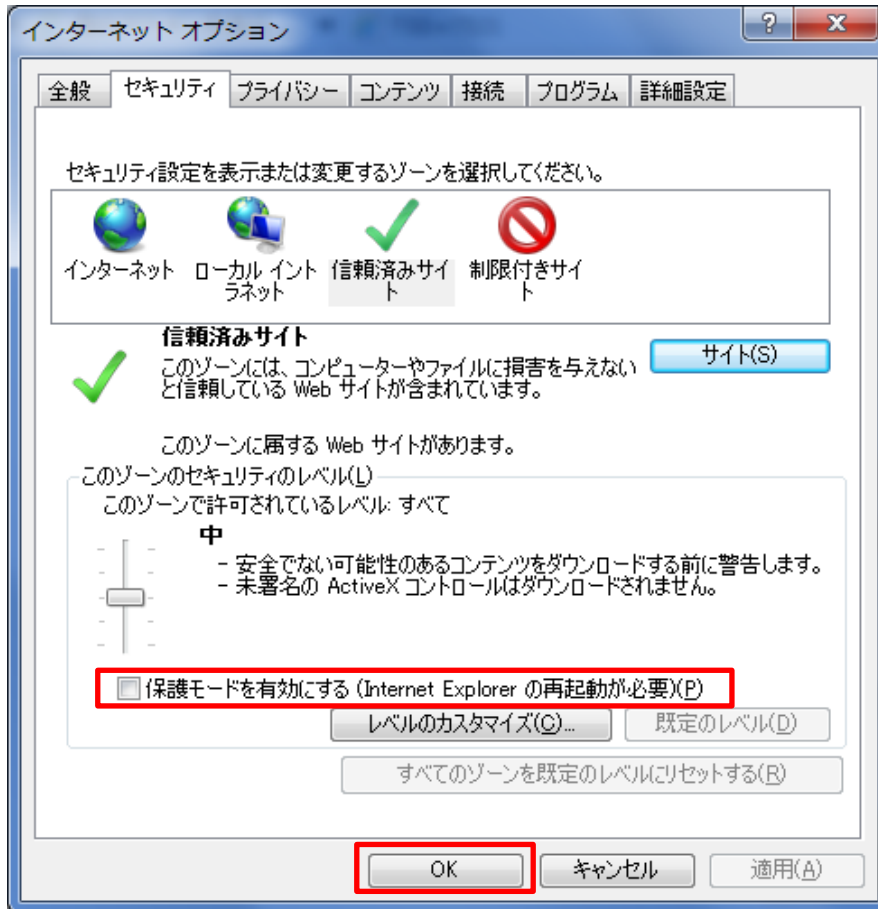 インターネット オプション
全般 セキュリティ プライバシー コンテンツ 接続 プログラム 詳細設定
セキュリティ設定を表示または変更するゾーンを選択してください。
インターネット
ローカル イント
ラネット
信頼済みサイ
ト
制限付きサイ
ト
信頼済みサイト
このゾーンには、コンピューターやファイルに損害を与えない
と信頼している Web サイトが含まれています。
サイト(S)
このゾーンに属する Web サイトがあります。
このゾーンのセキュリティのレベル(L)
このゾーンで許可されているレベル: すべて
中
- 安全でない可能性のあるコンテンツをダウンロードする前に警告します。
- 未署名の ActiveX コントロールはダウンロードされません。
保護モードを有効にする (Internet Explorer の再起動が必要)(P)
レベルのカスタマイズ(C)... 既定のレベル(D)
すべてのゾーンを既定のレベルにリセットする(R)
OK キャンセル 適用(A)